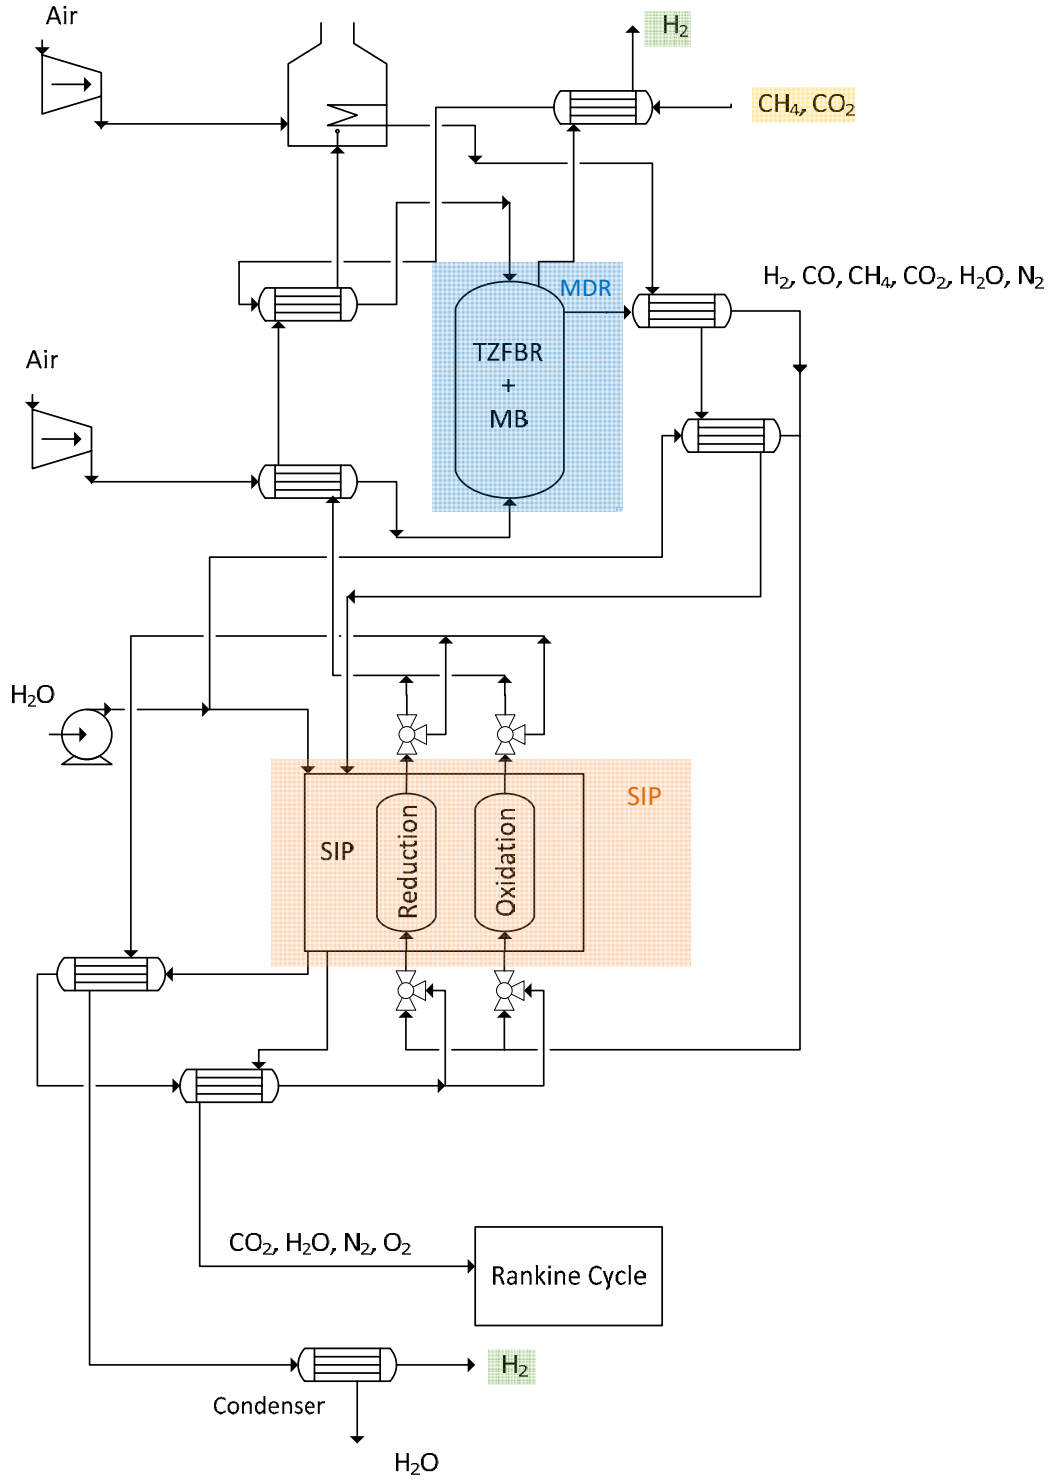 Air
H₂
CH₄, CO₂
H₂, CO, CH₄, CO₂, H₂O, N₂
MDR
Air
TZFBR
+
MB
H₂O
SIP
SIP
Reduction
Oxidation
CO₂, H₂O, N₂, O₂
Rankine Cycle
H₂
Condenser
H₂O